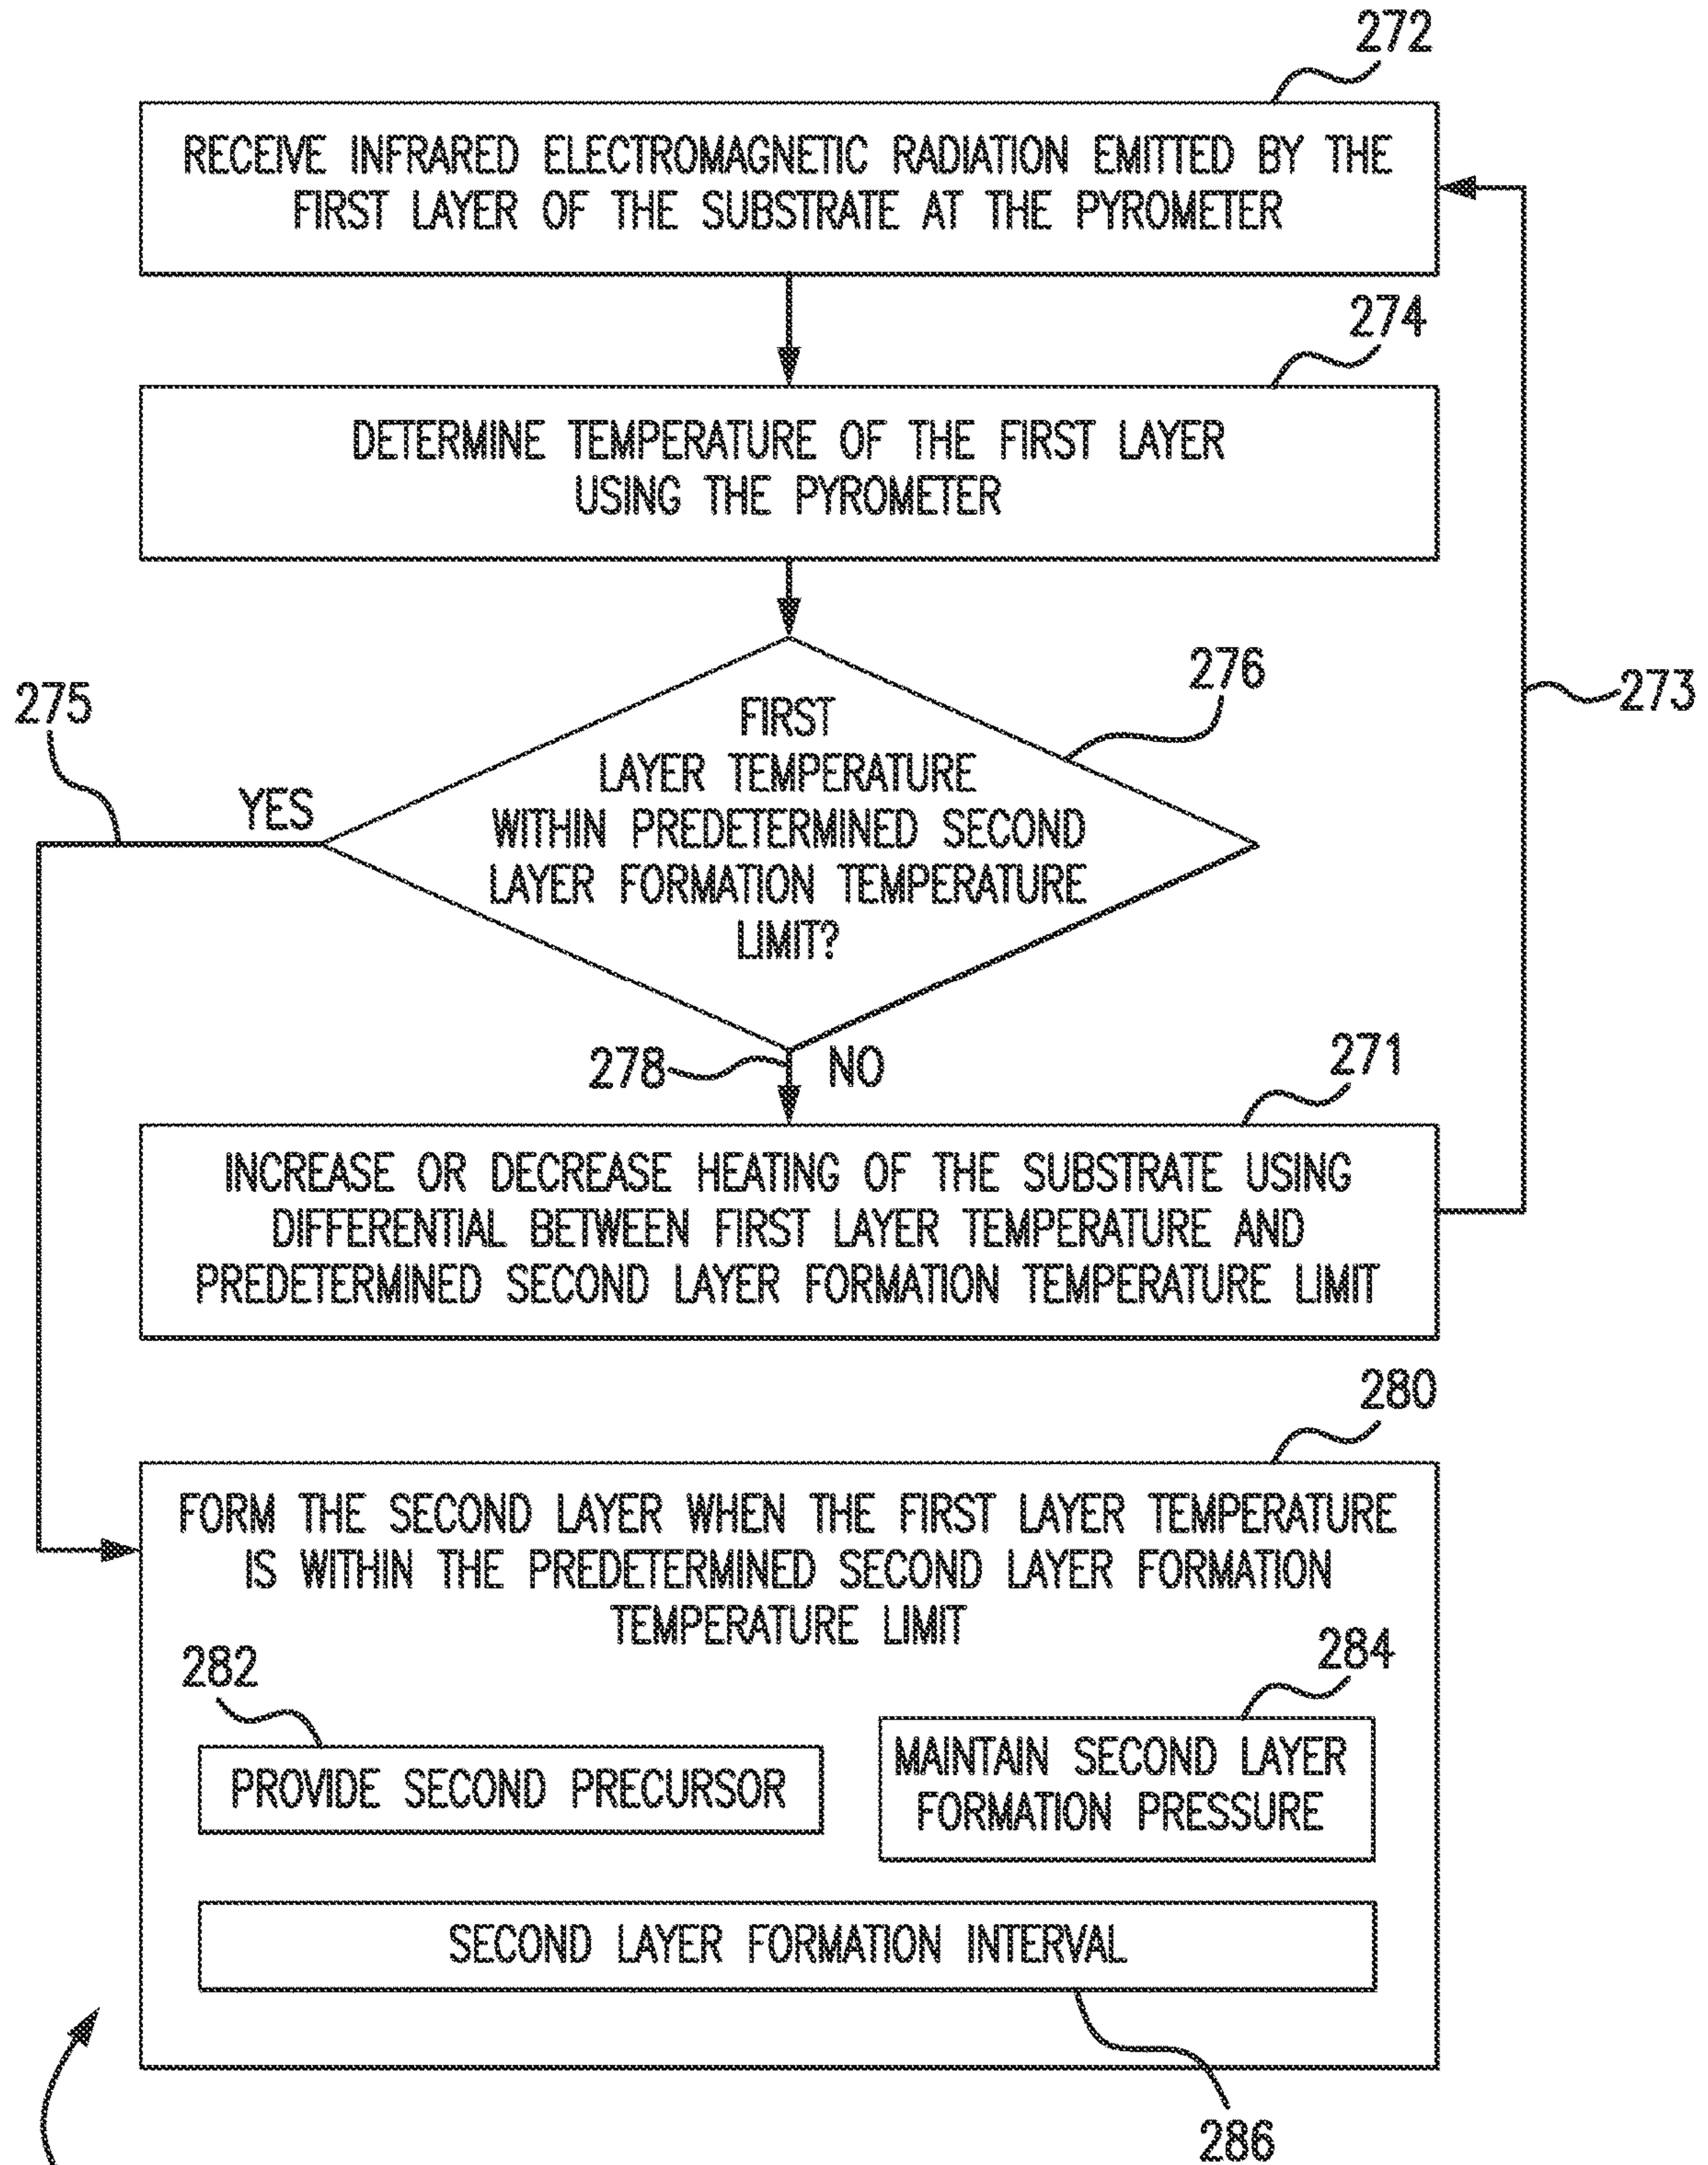 272
RECEIVE INFRARED ELECTROMAGNETIC RADIATION EMITTED BY THE
FIRST LAYER OF THE SUBSTRATE AT THE PYROMETER
274
DETERMINE TEMPERATURE OF THE FIRST LAYER
USING THE PYROMETER
276
273
275
YES
FIRST
LAYER TEMPERATURE
WITHIN PREDETERMINED SECOND
LAYER FORMATION TEMPERATURE
LIMIT?
278
NO
271
INCREASE OR DECREASE HEATING OF THE SUBSTRATE USING
DIFFERENTIAL BETWEEN FIRST LAYER TEMPERATURE AND
PREDETERMINED SECOND LAYER FORMATION TEMPERATURE LIMIT
280
FORM THE SECOND LAYER WHEN THE FIRST LAYER TEMPERATURE
IS WITHIN THE PREDETERMINED SECOND LAYER FORMATION
TEMPERATURE LIMIT
282
284
PROVIDE SECOND PRECURSOR
MAINTAIN SECOND LAYER
FORMATION PRESSURE
SECOND LAYER FORMATION INTERVAL
286